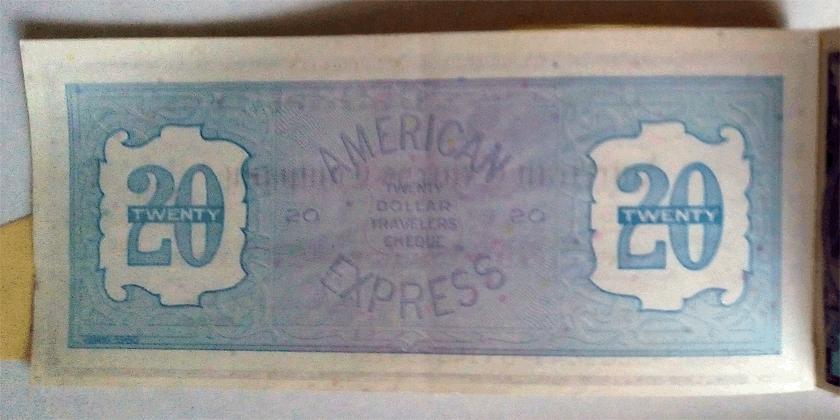 AMERICAN
20
TWENTY
TWENTY
DOLLAR
TRAVELERS
CHEQUE
20
20
20
TWENTY
EXPRESS